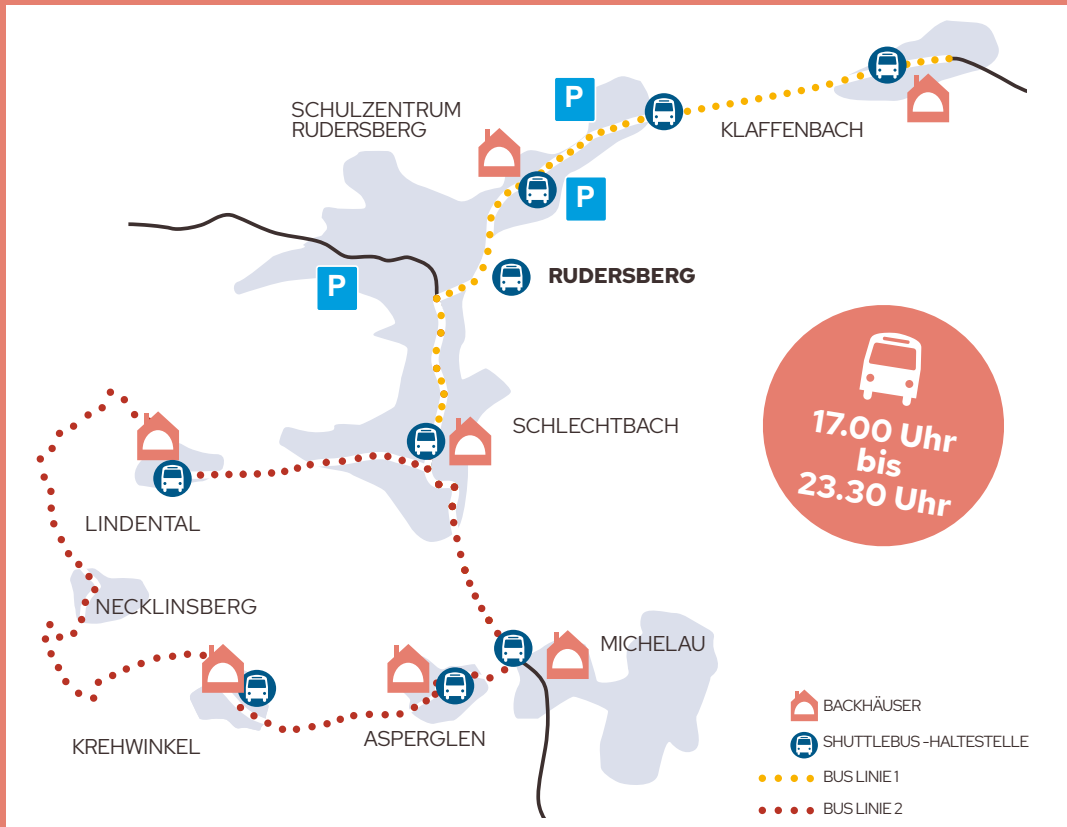 SCHULZENTRUM
RUDERSBERG
P
KLAFFENBACH
P
RUDERSBERG
P
17.00 Uhr
bis
23.30 Uhr
SCHLECHTBACH
LINDENTAL
NECKLINSBERG
MICHELAU
KREHWINKEL
ASPERGLEN
BACKHÄUSER
SHUTTLEBUS -HALTESTELLE
BUS LINIE 1
BUS LINIE 2